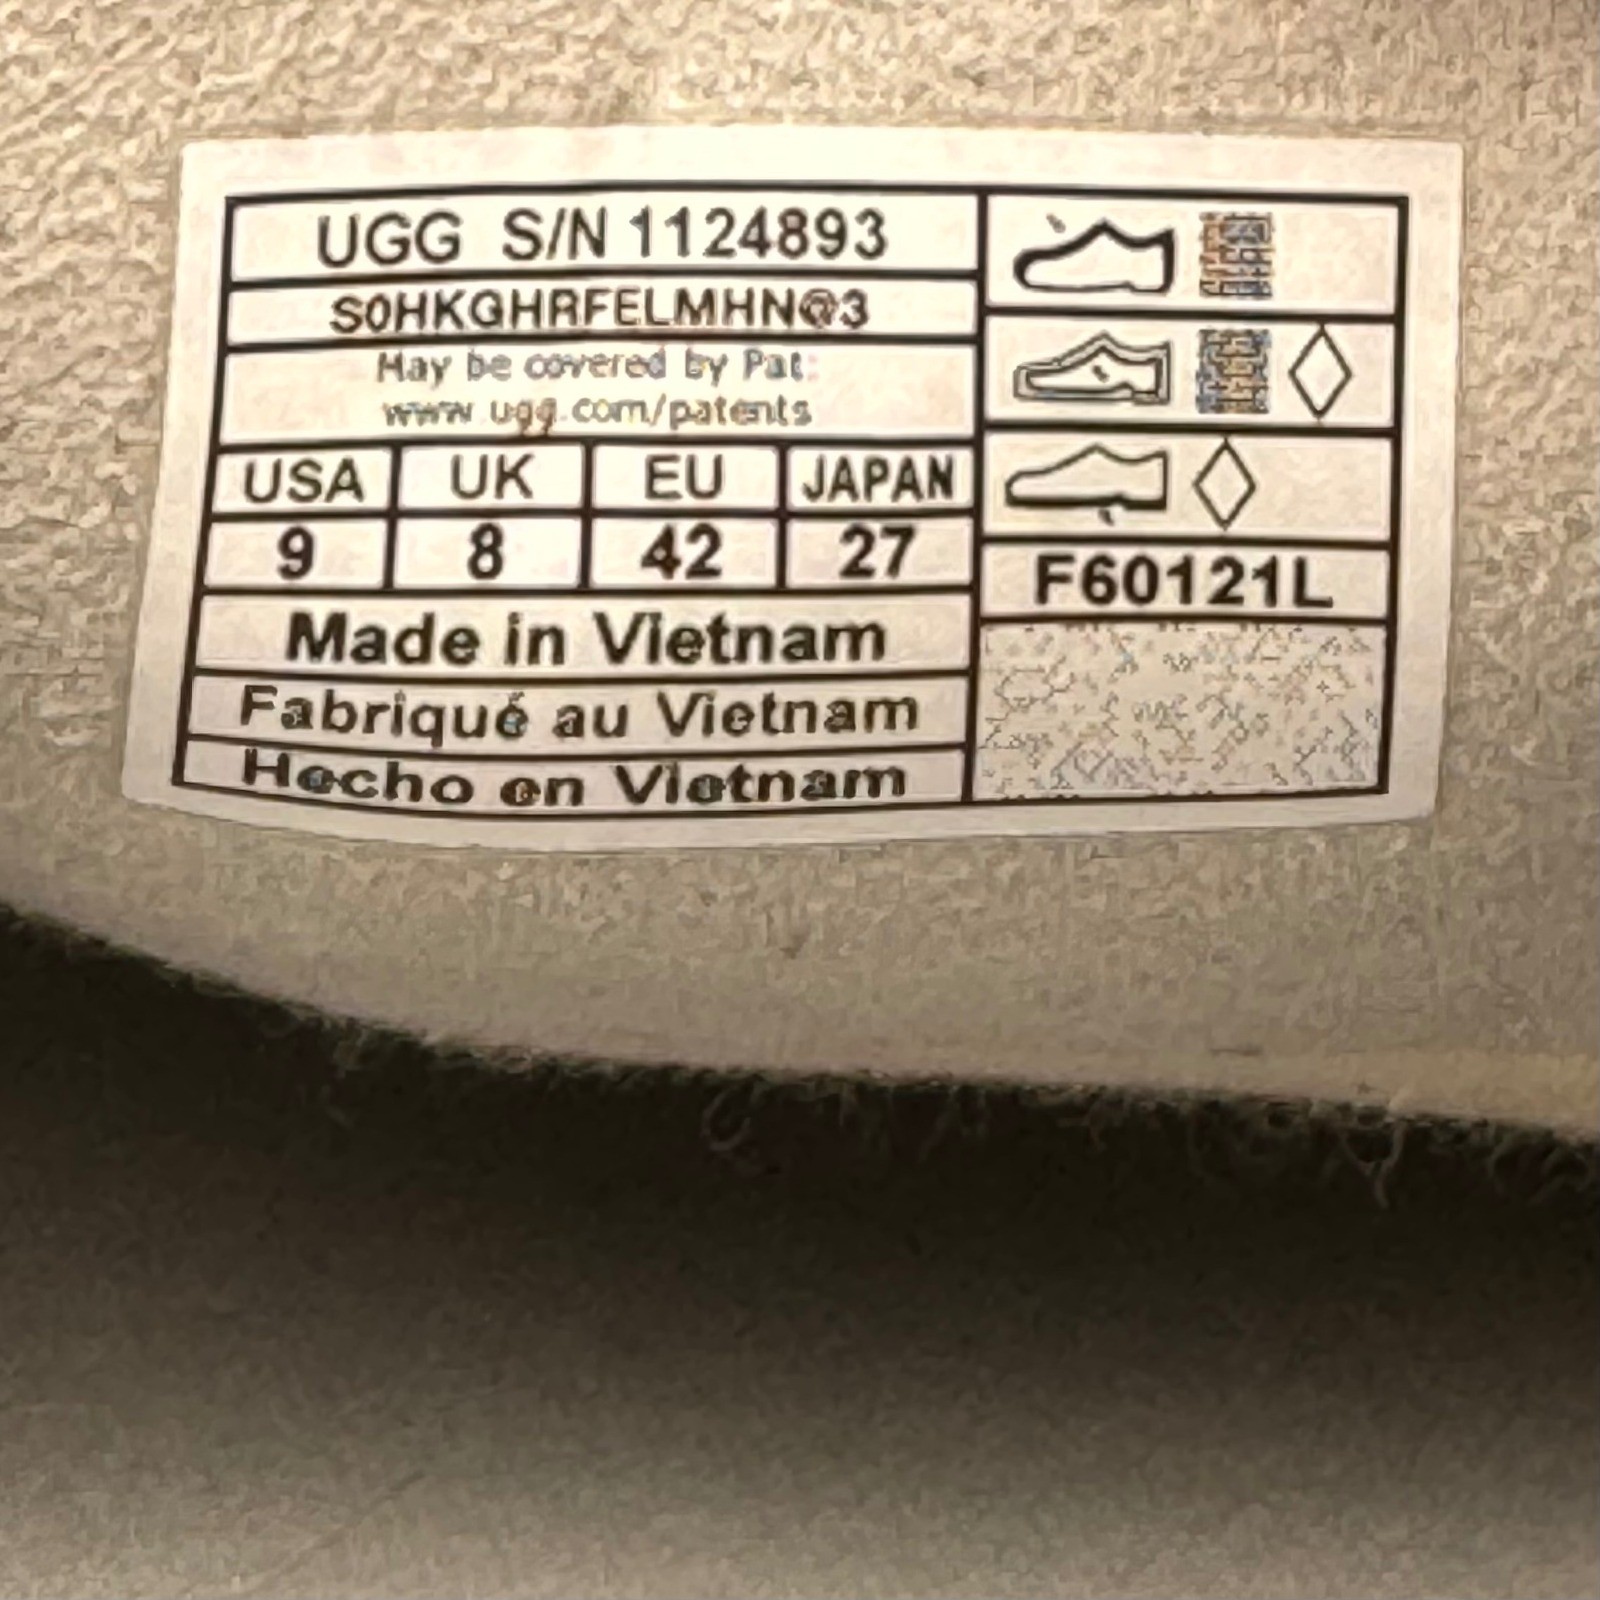 UGG S/N 1124893
S0HKGHRFELMHN@3
May be covered by Pat:
www.ugg.com/patents
USA UK EU JAPAN
9 8 42 27
Made in Vietnam
Fabriqué au Vietnam
Hecho en Vietnam
F60121L